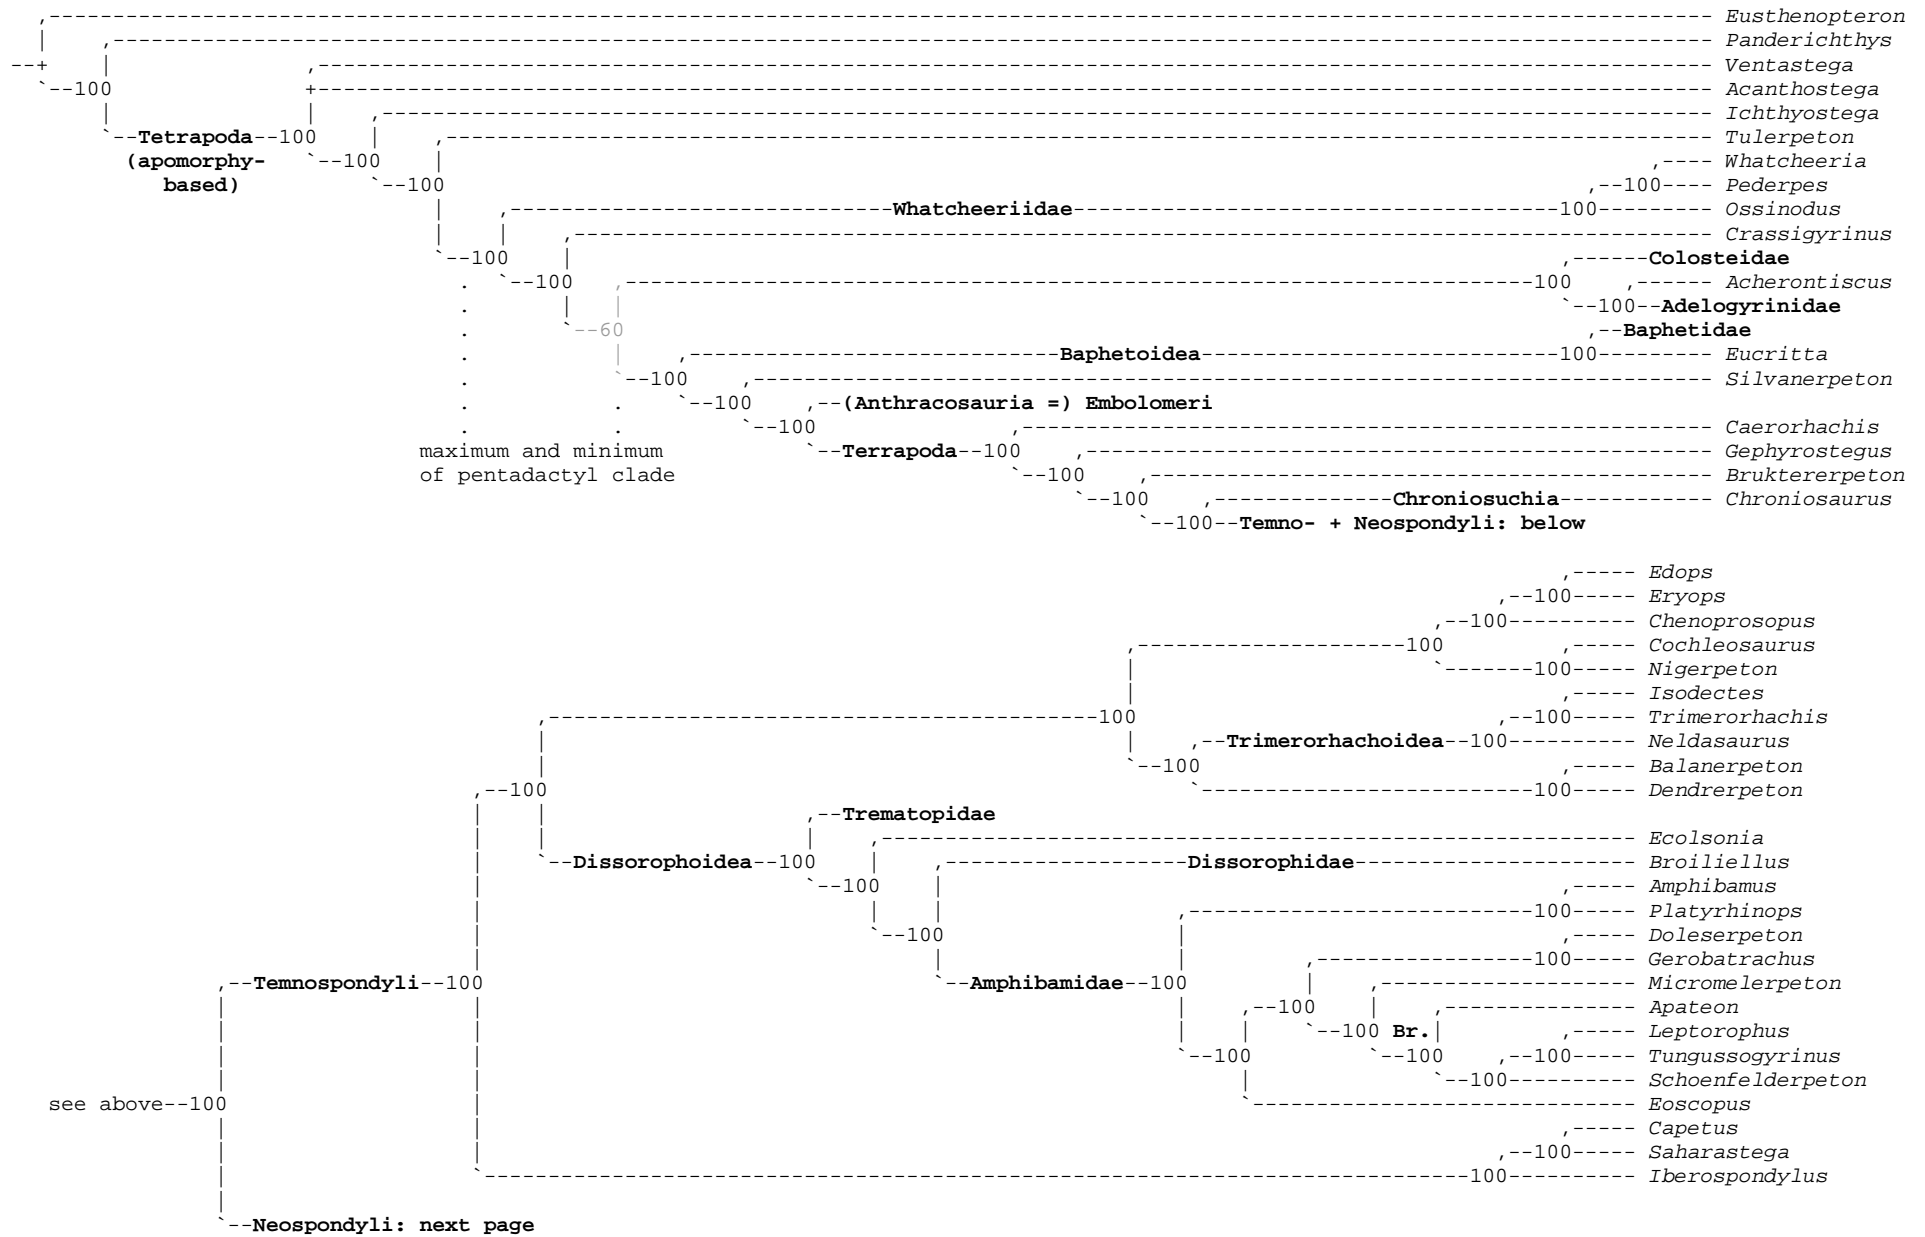 ,--- Eusthenopteron
| ,--- Panderichthys
--+ | ,--- Ventastega
`--100 +--- Acanthostega
| | ,--- Ichthyostega
`--Tetrapoda--100 | ,--- Tulerpeton
(apomorphy- `--100 | ,---- Whatcheeria
based) `--100 ,--100---- Pederpes
| ,---Whatcheeriidae---100--------- Ossinodus
| | ,--- Crassigyrinus
`--100 | ,------Colosteidae
. `--100 ,---100 ,------ Acherontiscus
. | | `--100--Adelogyrinidae
. `--60 ,--Baphetidae
. | ,---Baphetoidea---100--------- Eucritta
. `--100 ,--- Silvanerpeton
. . `--100 ,--(Anthracosauria =) Embolomeri
. . `--100 ,--- Caerorhachis
maximum and minimum `--Terrapoda--100 ,--- Gephyrostegus
of pentadactyl clade `--100 ,--- Bruktererpeton
`--100 ,---Chroniosuchia--- Chroniosaurus
`--100--Temno- + Neospondyli: below
,----- Edops
,--100----- Eryops
,--100---------- Chenoprosopus
,---100 ,----- Cochleosaurus
| `-------100----- Nigerpeton
| ,----- Isodectes
,---100 ,--100----- Trimerorhachis
| | ,--Trimerorhachoidea--100---------- Neldasaurus
| `--100 ,----- Balanerpeton
,--100 `---100----- Dendrerpeton
| | ,--Trematopidae
| | | ,--- Ecolsonia
| `--Dissorophoidea--100 | ,---Dissorophidae--- Broiliellus
| `--100 | ,----- Amphibamus
| | | ,---100----- Platyrhinops
| `--100 | ,----- Doleserpeton
| | | ,---100----- Gerobatrachus
,--Temnospondyli--100 `--Amphibamidae--100 | ,--- Micromelerpeton
| | | ,--100 | ,--------------- Apateon
| | | | `--100 Br.| ,----- Leptorophus
| | `--100 `--100 ,--100----- Tungussogyrinus
| | | `--100---------- Schoenfelderpeton
see above--100 | `--- Eoscopus
| | ,----- Capetus
| | ,--100----- Saharastega
| `---100---------- Iberospondylus
|
`--Neospondyli: next page